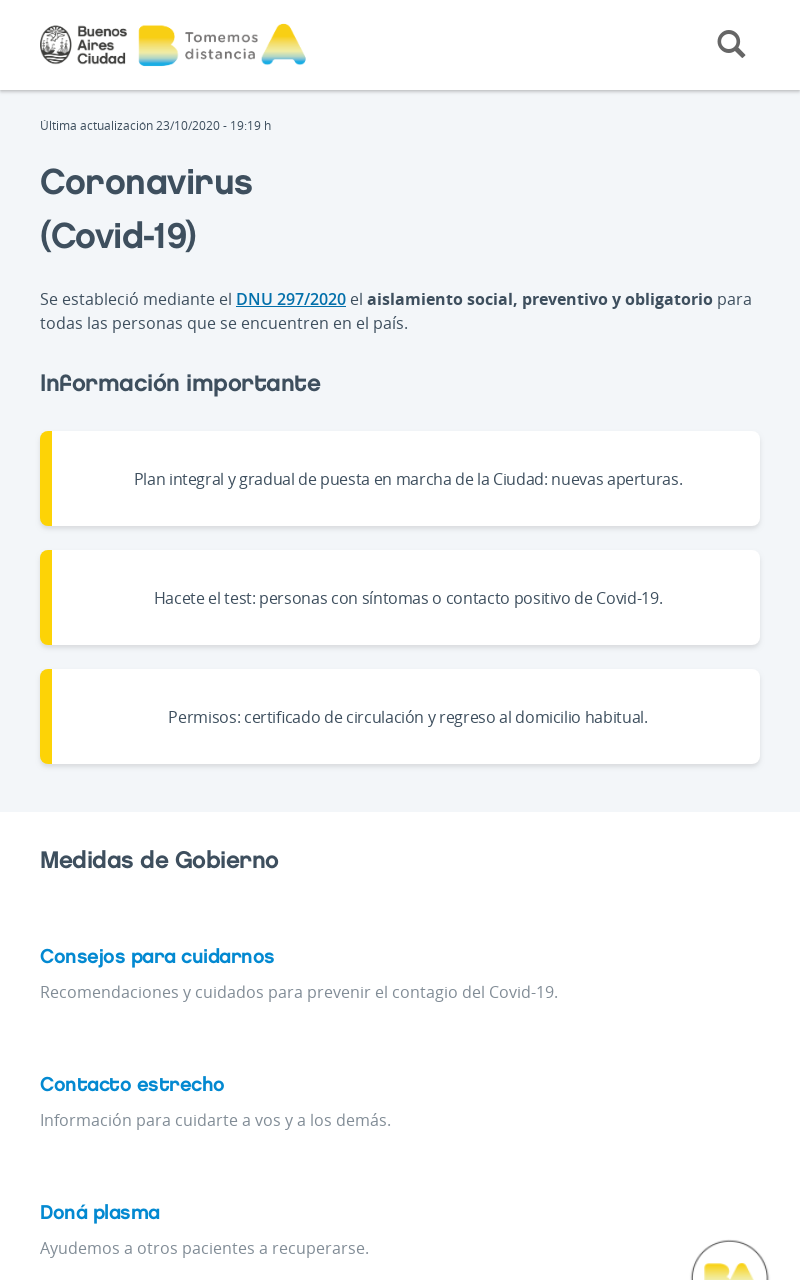 Buenos
Aires
Ciudad
BA
Tomemos
distancia
Última actualización 23/10/2020 - 19:19 h
Coronavirus
(Covid-19)
Se estableció mediante el DNU 297/2020 el aislamiento social, preventivo y obligatorio para
todas las personas que se encuentren en el país.
Información importante
Plan integral y gradual de puesta en marcha de la Ciudad: nuevas aperturas.
Hacete el test: personas con síntomas o contacto positivo de Covid-19.
Permisos: certificado de circulación y regreso al domicilio habitual.
Medidas de Gobierno
Consejos para cuidarnos
Recomendaciones y cuidados para prevenir el contagio del Covid-19.
Contacto estrecho
Información para cuidarte a vos y a los demás.
Doná plasma
Ayudemos a otros pacientes a recuperarse.
BA